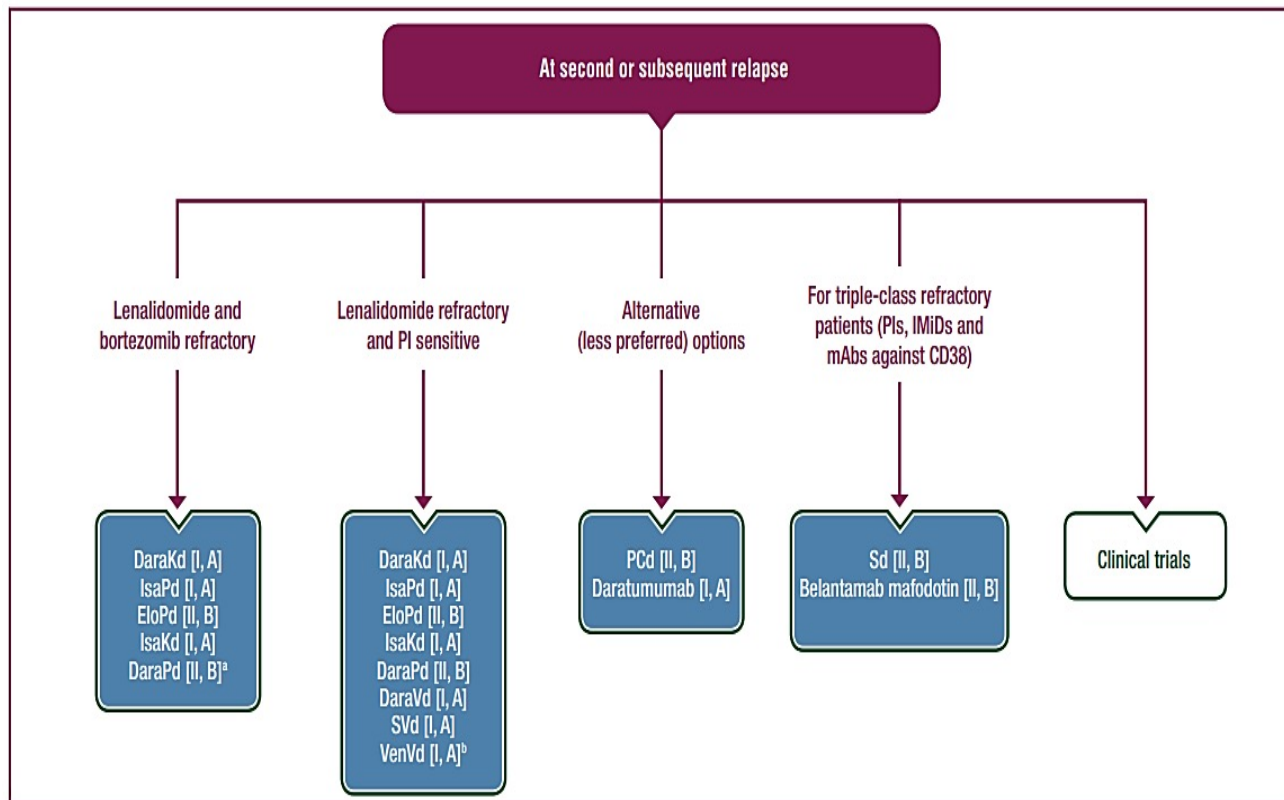 At second or subsequent relapse
Lenalidomide and
bortezomib refractory
Lenalidomide refractory
and PI sensitive
Alternative
(less preferred) options
For triple-class refractory
patients (PIs, IMiDs and
mAbs against CD38)
DaraKd [I, A]
IsaPd [I, A]
EloPd [II, B]
IsaKd [I, A]
DaraPd [II, B]ᵃ
DaraKd [I, A]
IsaPd [I, A]
EloPd [II, B]
IsaKd [I, A]
DaraPd [II, B]
DaraVd [I, A]
SVd [I, A]
VenVd [I, A]ᵇ
PCd [II, B]
Daratumumab [I, A]
Sd [II, B]
Belantamab mafodotin [II, B]
Clinical trials